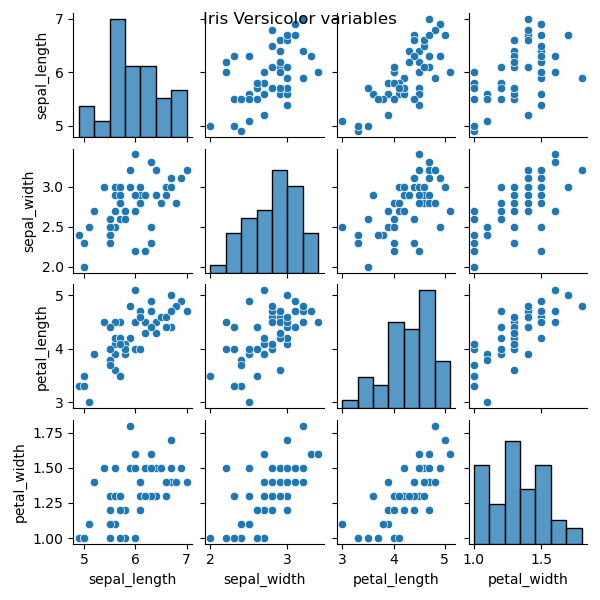 Iris Versicolor variables
7
6
5
sepal_length
3.0
2.5
2.0
sepal_width
5
4
3
petal_length
1.75
1.50
1.25
1.00
petal_width
5 6 7
2 3
3 4 5
1.0 1.5
sepal_length sepal_width petal_length petal_width